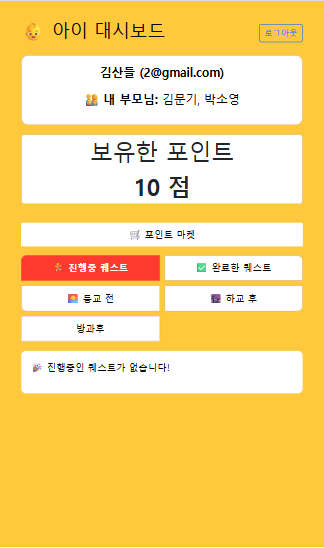 아이 대시보드
로그아웃
김산들 (2@gmail.com)
내 부모님: 김문기, 박소영
보유한 포인트
10 점
포인트 마켓
진행중 퀘스트
완료한 퀘스트
등교 전
하교 후
방과후
진행중인 퀘스트가 없습니다!